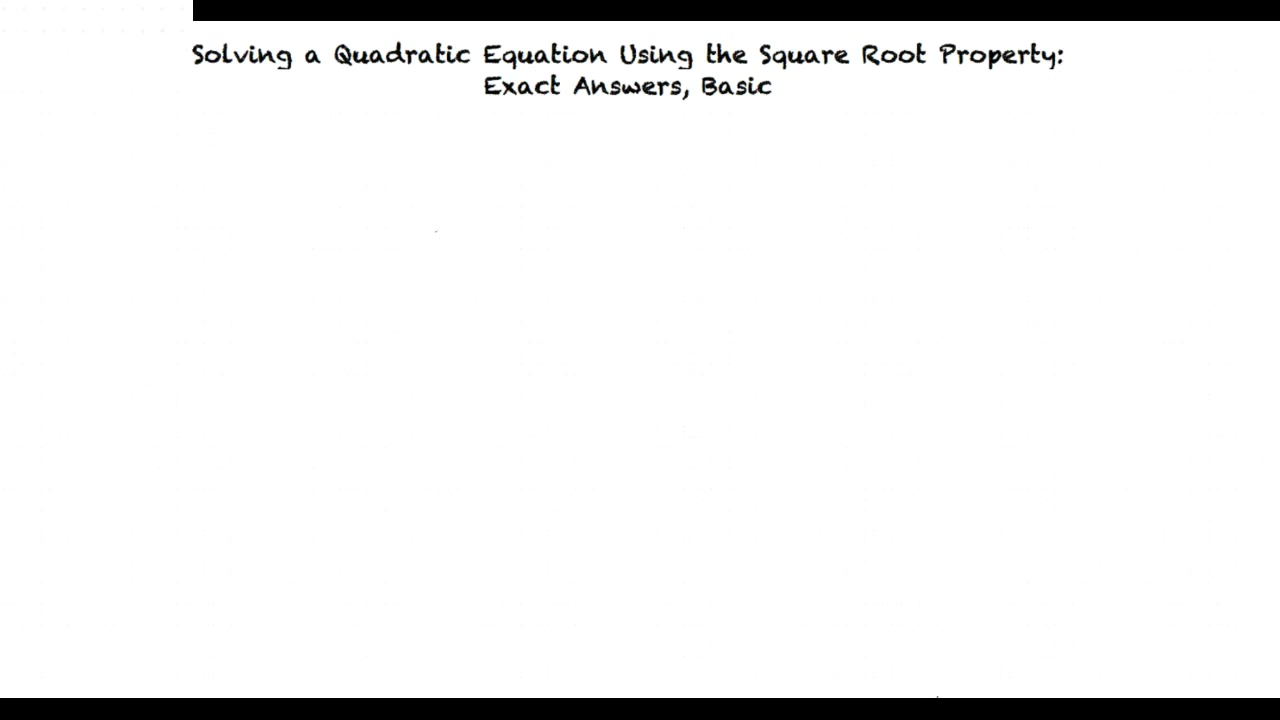 Solving a Quadratic Equation Using the Square Root Property:
Exact Answers, Basic